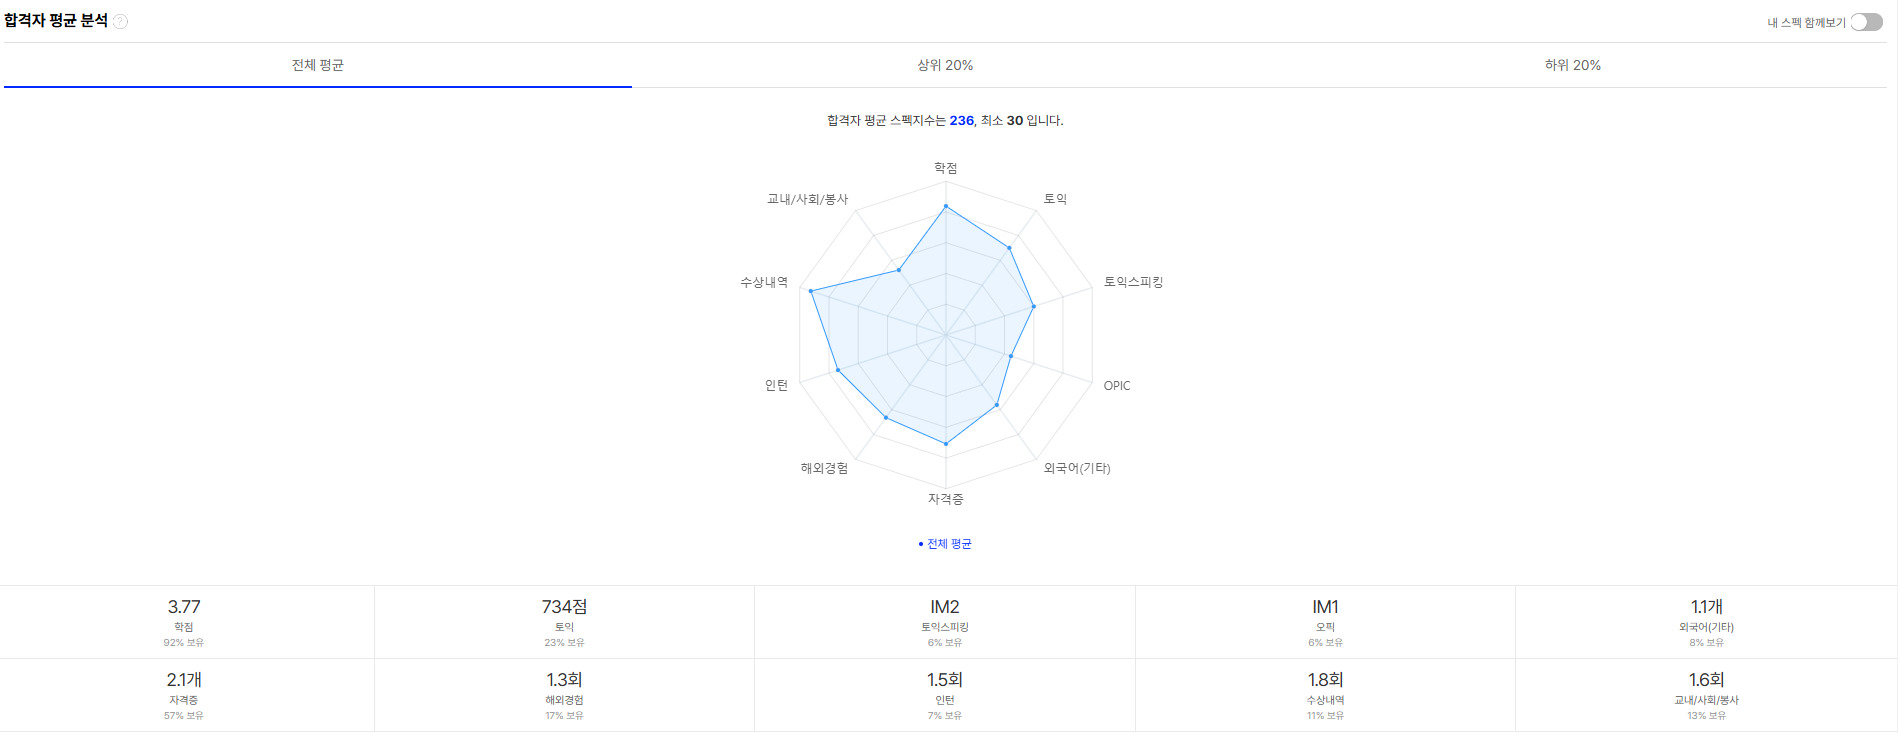 합격자 평균 분석 ?
내 스펙 함께보기
전체 평균
상위 20%
하위 20%
합격자 평균 스펙지수는 236, 최소 30 입니다.
학점
교내/사회/봉사
토익
수상내역
토익스피킹
인턴
OPIC
해외경험
외국어(기타)
자격증
전체 평균
3.77
학점
92% 보유
734점
토익
23% 보유
IM2
토익스피킹
6% 보유
IM1
오픽
6% 보유
1.1개
외국어(기타)
8% 보유
2.1개
자격증
57% 보유
1.3회
해외경험
17% 보유
1.5회
인턴
7% 보유
1.8회
수상내역
11% 보유
1.6회
교내/사회/봉사
13% 보유